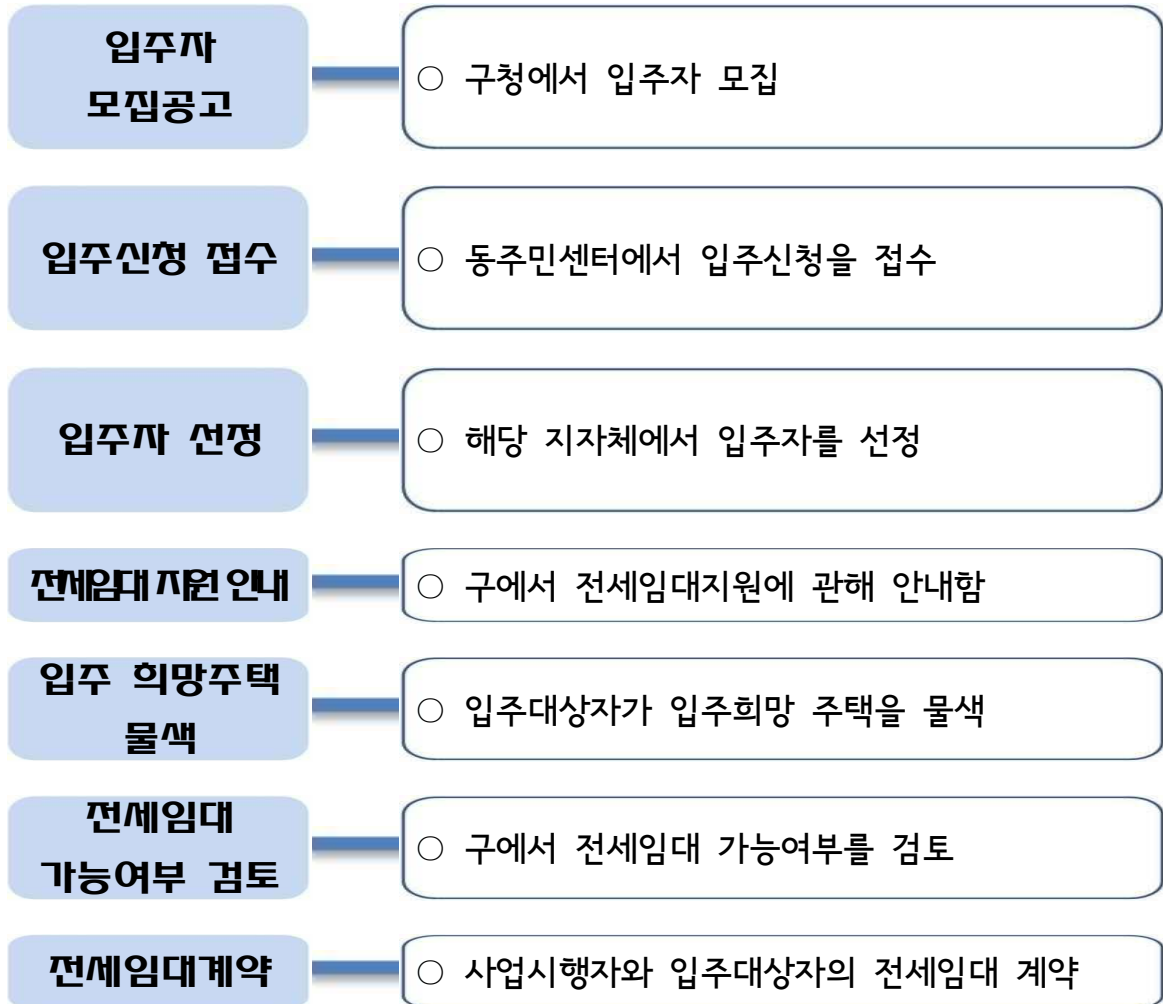 입주자
모집공고
○ 구청에서 입주자 모집
입주신청 접수
○ 동주민센터에서 입주신청을 접수
입주자 선정
○ 해당 지자체에서 입주자를 선정
전세임대 지원 안내
○ 구에서 전세임대지원에 관해 안내함
입주 희망주택
물색
○ 입주대상자가 입주희망 주택을 물색
전세임대
가능여부 검토
○ 구에서 전세임대 가능여부를 검토
전세임대계약
○ 사업시행자와 입주대상자의 전세임대 계약